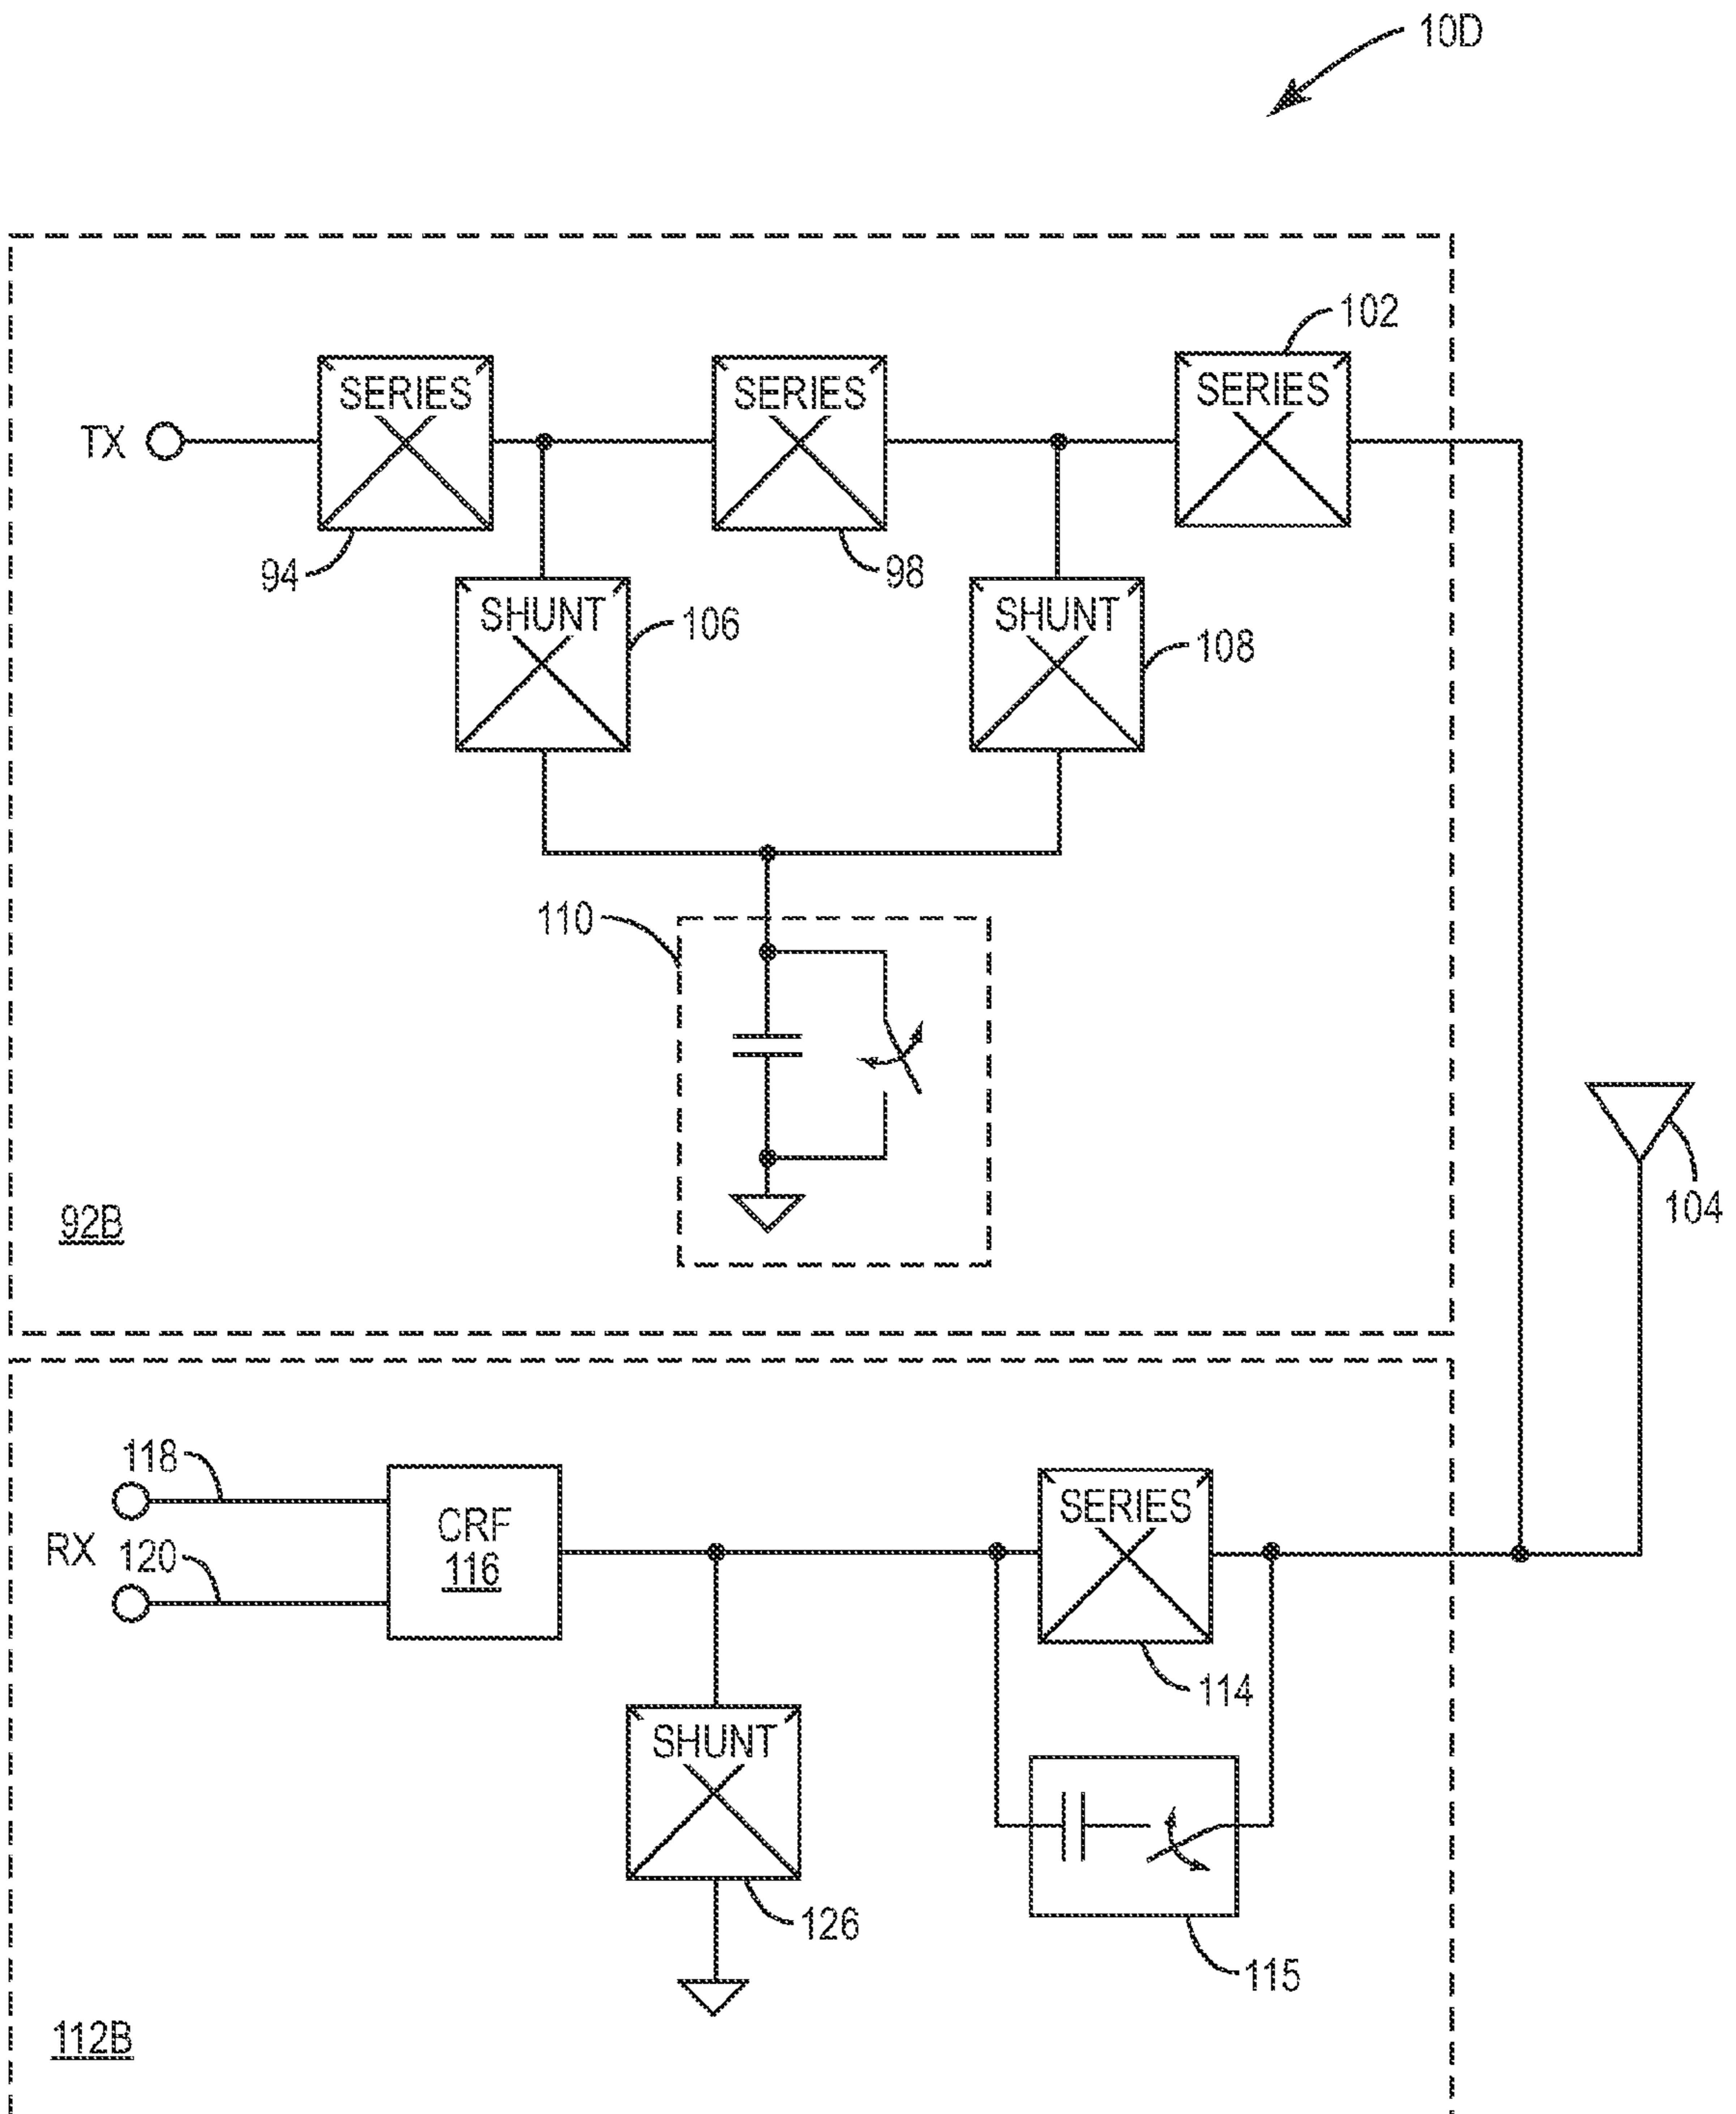 10D
102
SERIES
SERIES
SERIES
TX
94
98
SHUNT
106
SHUNT
108
110
92B
104
118
RX
120
CRF
116
SERIES
114
SHUNT
126
115
112B